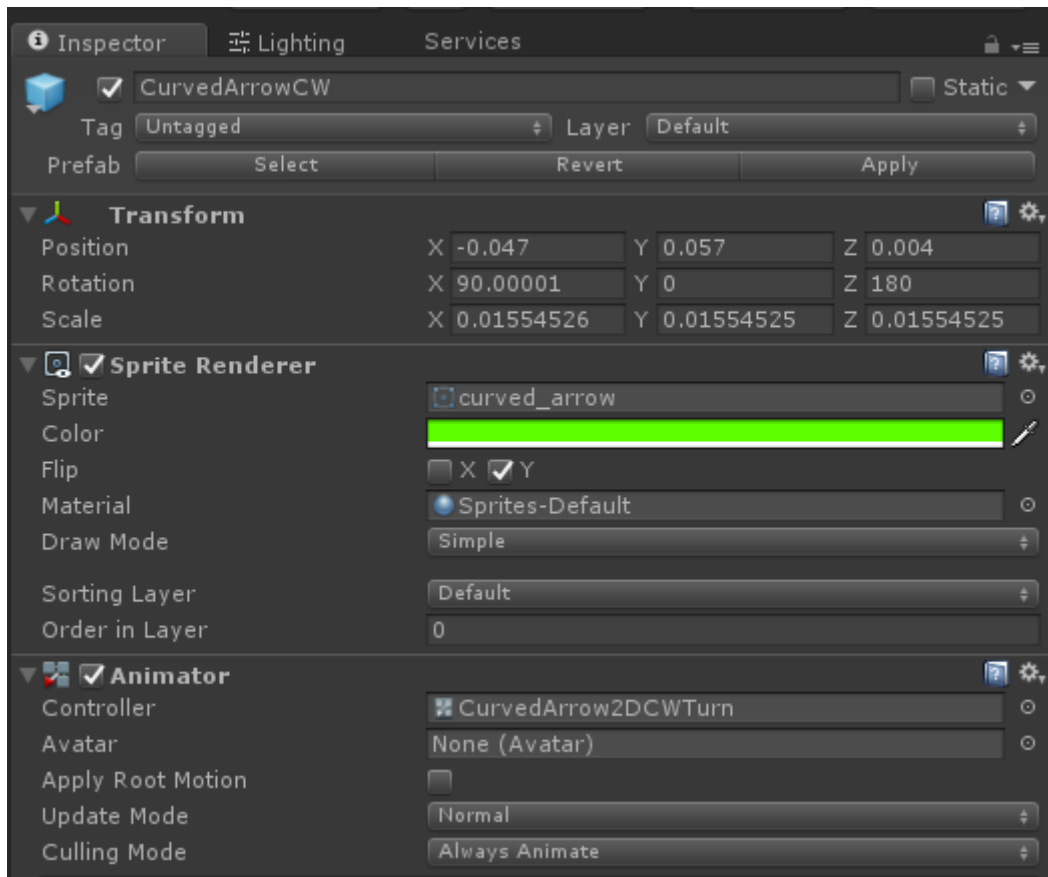 Inspector Lighting Services
CurvedArrowCW Static
Tag Untagged Layer Default
Prefab Select Revert Apply
Transform
Position X -0.047 Y 0.057 Z 0.004
Rotation X 90.00001 Y 0 Z 180
Scale X 0.01554526 Y 0.01554525 Z 0.01554525
Sprite Renderer
Sprite curved_arrow
Color
Flip X Y
Material Sprites-Default
Draw Mode Simple
Sorting Layer Default
Order in Layer 0
Animator
Controller CurvedArrow2DCWTurn
Avatar None (Avatar)
Apply Root Motion
Update Mode Normal
Culling Mode Always Animate